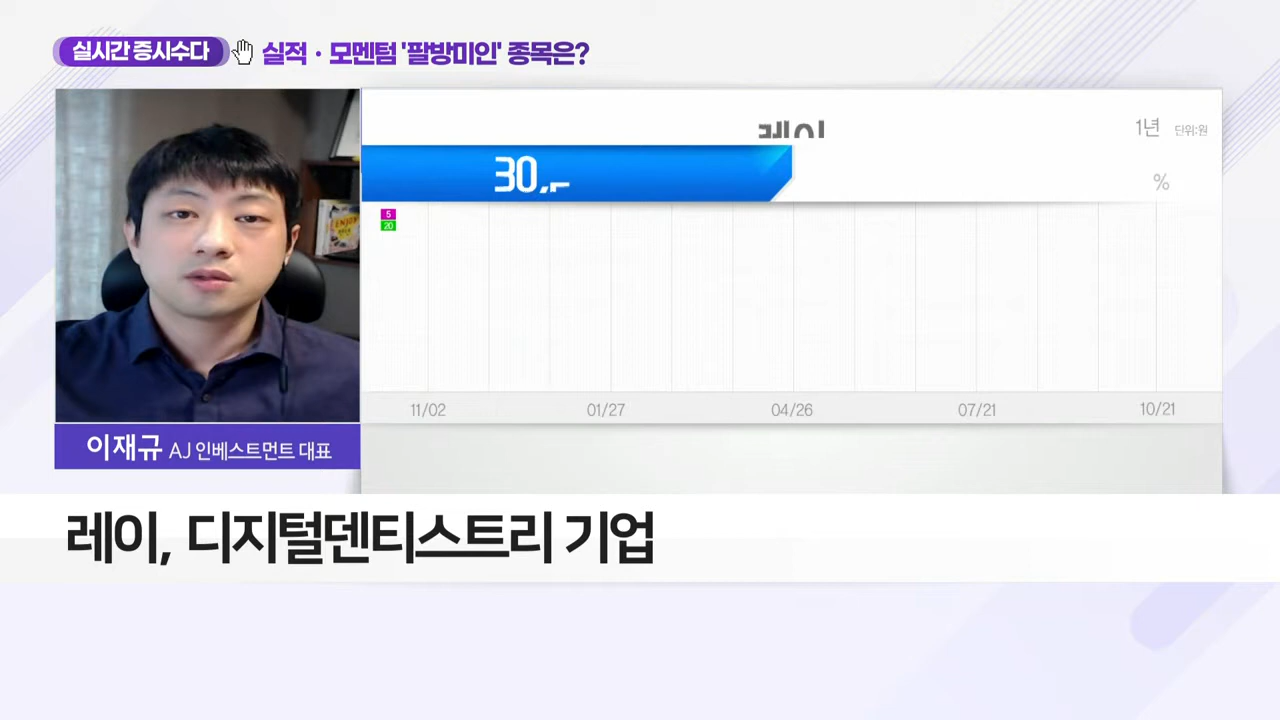 실시간 증시수다
실적 · 모멘텀 '팔방미인' 종목은?
레이
1년 단위:원
30,
%
5
20
11/02 01/27 04/26 07/21 10/21
이재규 AJ 인베스트먼트 대표
레이, 디지털덴티스트리 기업